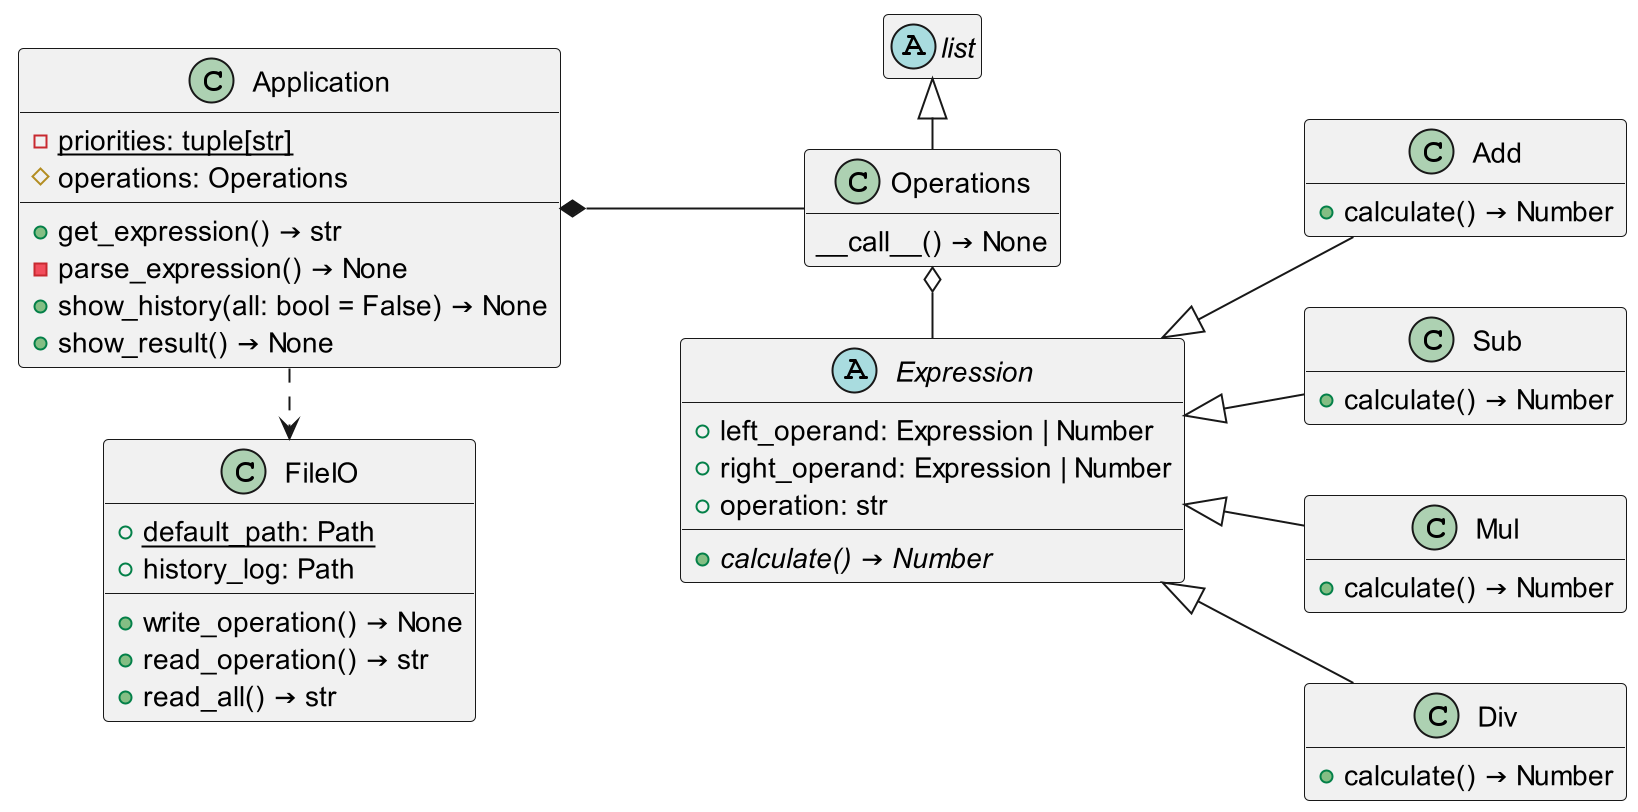 C Application
priorities: tuple[str]
operations: Operations
get_expression() → str
parse_expression() → None
show_history(all: bool = False) → None
show_result() → None
C FileIO
default_path: Path
history_log: Path
write_operation() → None
read_operation() → str
read_all() → str
A list
C Operations
__call__() → None
A Expression
left_operand: Expression | Number
right_operand: Expression | Number
operation: str
calculate() → Number
C Add
calculate() → Number
C Sub
calculate() → Number
C Mul
calculate() → Number
C Div
calculate() → Number